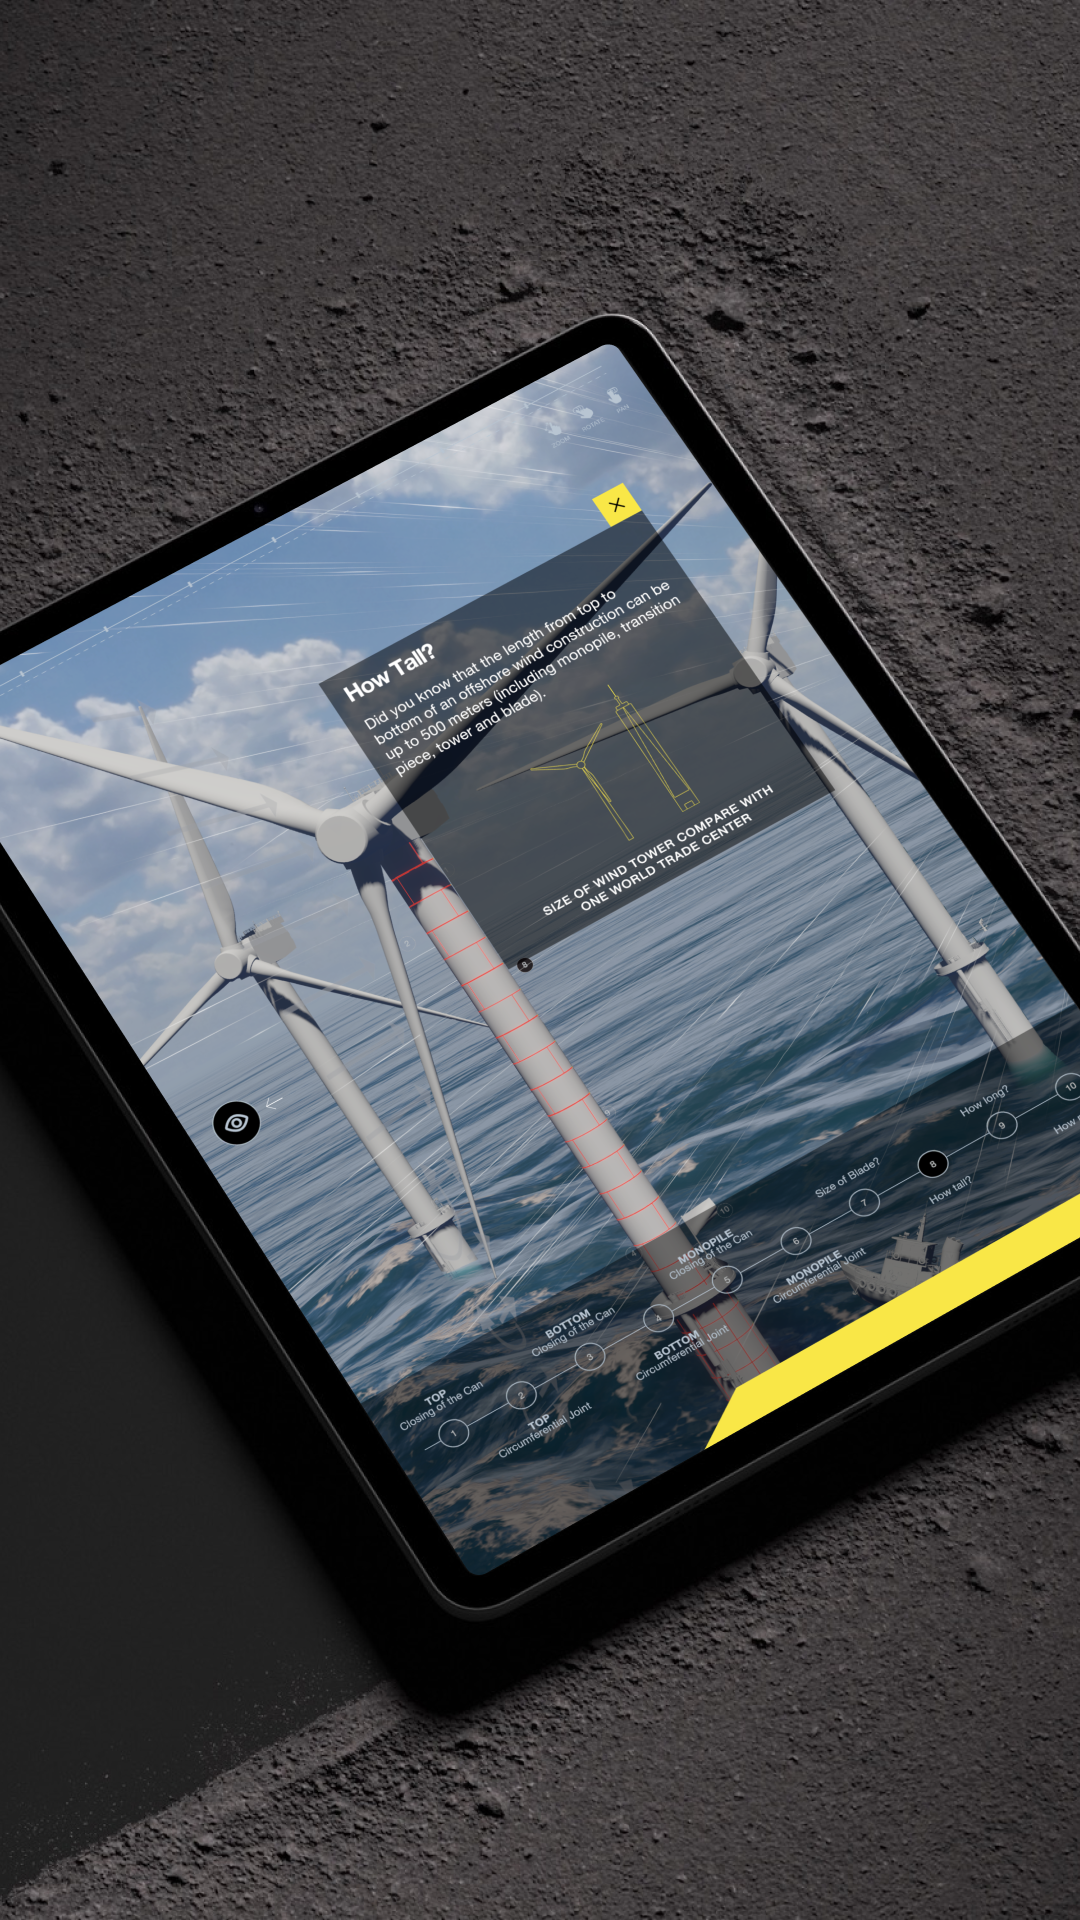 ZOOM
ROTATE
PAN
How Tall?
Did you know that the length from top to
bottom of an offshore wind construction can be
up to 500 meters (including monopile, transition
piece, tower and blade).
SIZE OF WIND TOWER COMPARE WITH
ONE WORLD TRADE CENTER
8
10
1
TOP
Closing of the Can
2
TOP
Circumferential Joint
3
BOTTOM
Closing of the Can
4
BOTTOM
Circumferential Joint
5
MONOPILE
Closing of the Can
6
MONOPILE
Circumferential Joint
7
Size of Blade?
8
How tall?
9
How long?
10
How